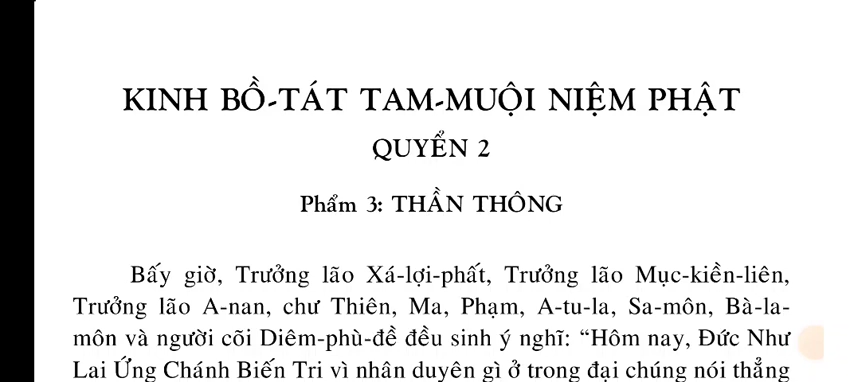 KINH BỒ-TÁT TAM-MUỘI NIỆM PHẬT
QUYỂN 2
Phẩm 3: THẦN THÔNG
Bấy giờ, Trưởng lão Xá-lợi-phất, Trưởng lão Mục-kiền-liên,
Trưởng lão A-nan, chư Thiên, Ma, Phạm, A-tu-la, Sa-môn, Bà-la-
môn và người cõi Diêm-phù-đề đều sinh ý nghĩ: “Hôm nay, Đức Như
Lai Ứng Chánh Biến Tri vì nhân duyên gì ở trong đại chúng nói thẳng